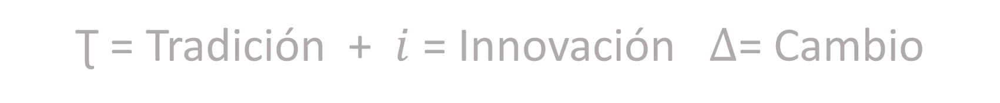 Ʈ = Tradición + 𝑖 = Innovación Δ= Cambio